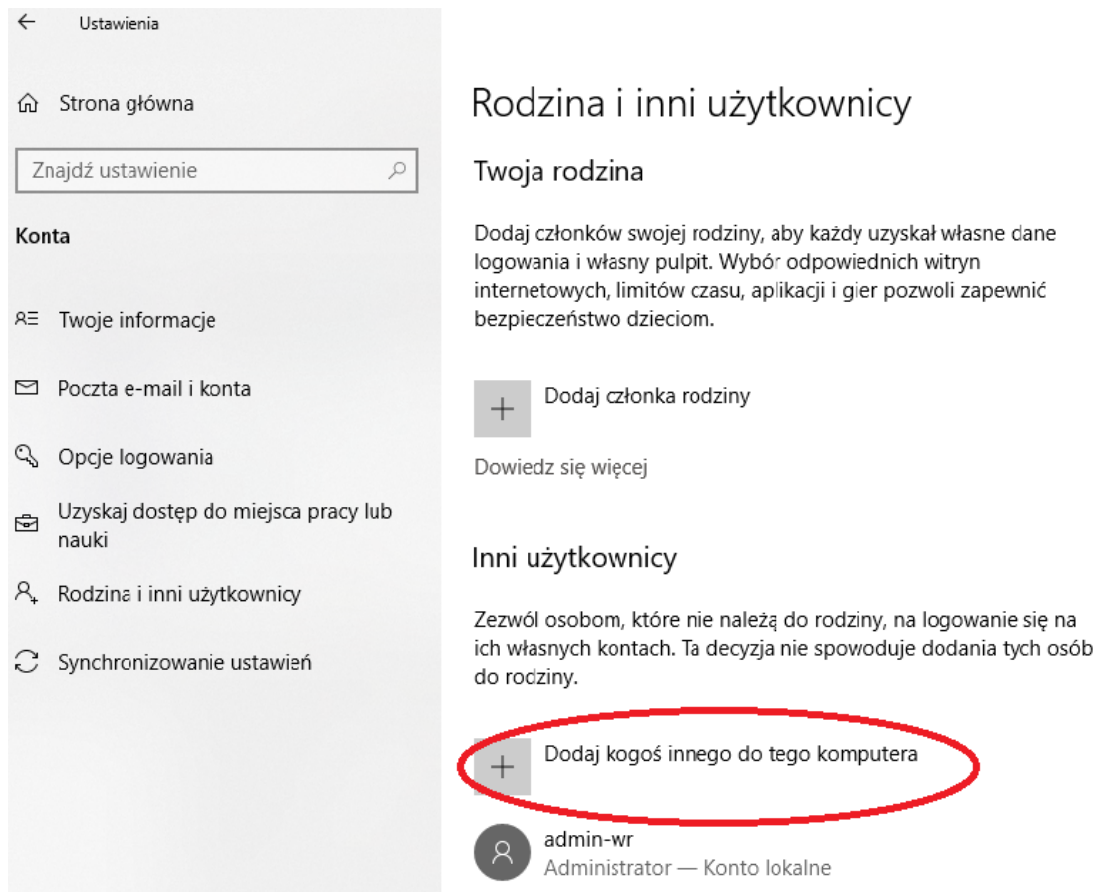 Ustawienia
Strona główna
Znajdź ustawienie
Konta
Twoje informacje
Poczta e-mail i konta
Opcje logowania
Uzyskaj dostęp do miejsca pracy lub
nauki
Rodzina i inni użytkownicy
Synchronizowanie ustawień
Rodzina i inni użytkownicy
Twoja rodzina
Dodaj członków swojej rodziny, aby każdy uzyskał własne dane
logowania i własny pulpit. Wybór odpowiednich witryn
internetowych, limitów czasu, aplikacji i gier pozwoli zapewnić
bezpieczeństwo dzieciom.
Dodaj członka rodziny
Dowiedz się więcej
Inni użytkownicy
Zezwól osobom, które nie należą do rodziny, na logowanie się na
ich własnych kontach. Ta decyzja nie spowoduje dodania tych osób
do rodziny.
Dodaj kogoś innego do tego komputera
admin-wr
Administrator — Konto lokalne